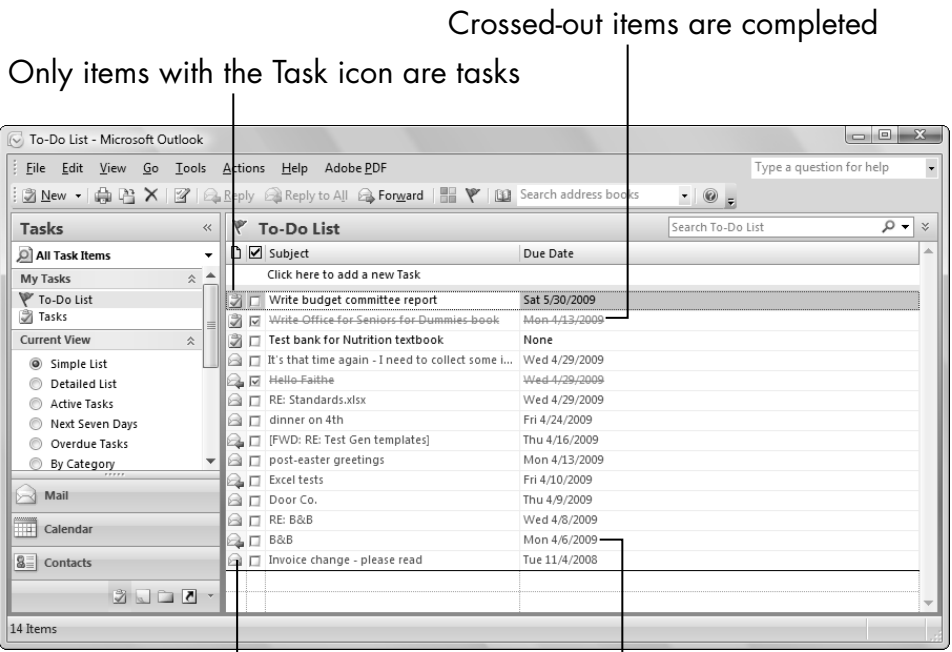 Crossed-out items are completed
Only items with the Task icon are tasks
To-Do List - Microsoft Outlook
File Edit View Go Tools Actions Help Adobe PDF Type a question for help
New Reply Reply to All Forward Search address books
Tasks To-Do List Search To-Do List
All Task Items Subject Due Date
My Tasks Click here to add a new Task
To-Do List Write budget committee report Sat 5/30/2009
Tasks Write Office for Seniors for Dummies book Mon 4/13/2009
Current View Test bank for Nutrition textbook None
Simple List It's that time again - I need to collect some i... Wed 4/29/2009
Detailed List Hello Faithe Wed 4/29/2009
Active Tasks RE: Standards.xlsx Wed 4/29/2009
Next Seven Days dinner on 4th Fri 4/24/2009
Overdue Tasks [FWD: RE: Test Gen templates] Thu 4/16/2009
By Category post-easter greetings Mon 4/13/2009
Excel tests Fri 4/10/2009
Mail Door Co. Thu 4/9/2009
Calendar RE: B&B Wed 4/8/2009
B&B Mon 4/6/2009
Contacts Invoice change - please read Tue 11/4/2008
14 Items